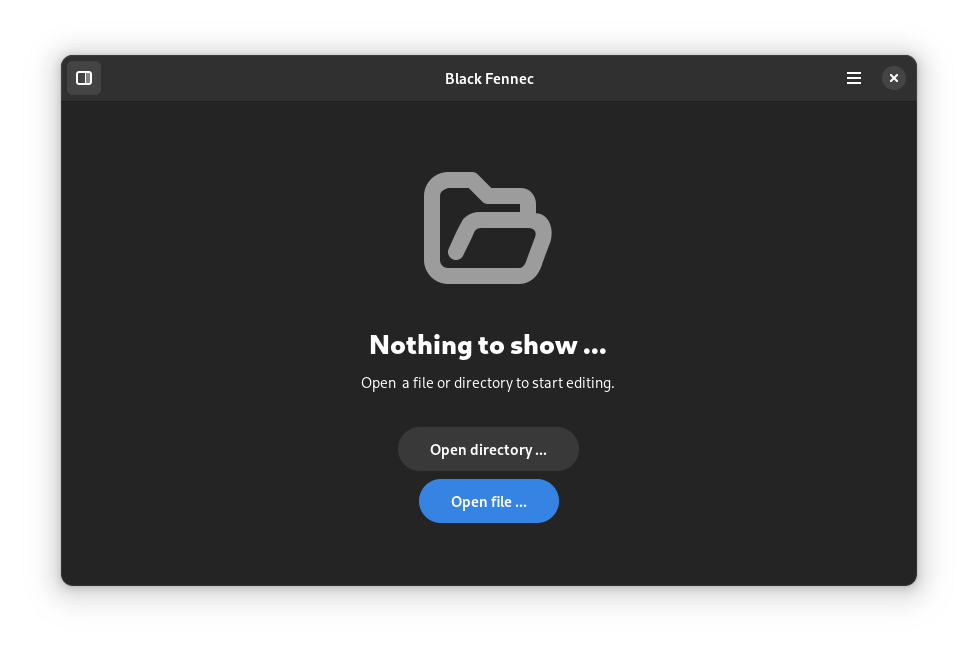 Black Fennec
Nothing to show ...
Open  a file or directory to start editing.
Open directory ...
Open file ...